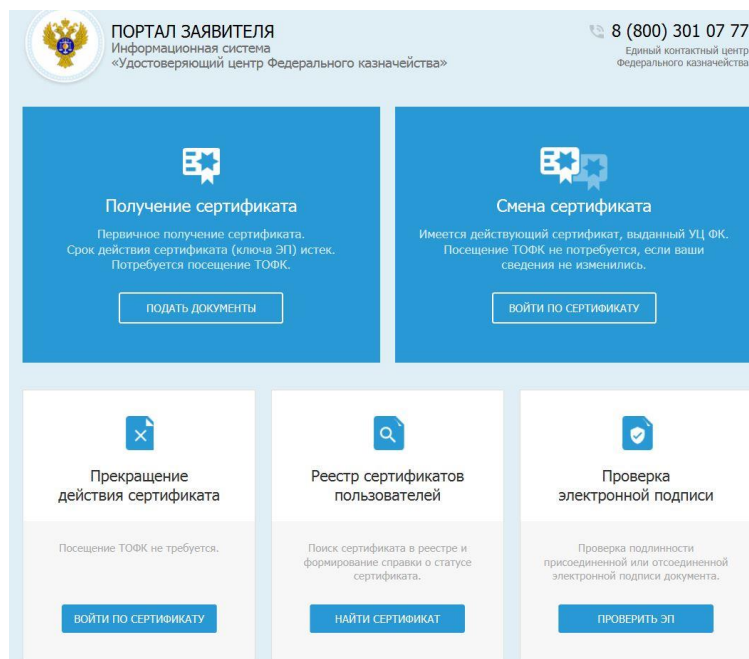 ПОРТАЛ ЗАЯВИТЕЛЯ
Информационная система
«Удостоверяющий центр Федерального казначейства»
8 (800) 301 07 77
Единый контактный центр
Федерального казначейства
Получение сертификата
Первичное получение сертификата.
Срок действия сертификата (ключа ЭП) истек.
Потребуется посещение ТОФК.
ПОДАТЬ ДОКУМЕНТЫ
Смена сертификата
Имеется действующий сертификат, выданный УЦ ФК.
Посещение ТОФК не потребуется, если ваши
сведения не изменились.
ВОЙТИ ПО СЕРТИФИКАТУ
Прекращение
действия сертификата
Посещение ТОФК не требуется.
ВОЙТИ ПО СЕРТИФИКАТУ
Реестр сертификатов
пользователей
Поиск сертификата в реестре и
формирование справки о статусе
сертификата.
НАЙТИ СЕРТИФИКАТ
Проверка
электронной подписи
Проверка подлинности
присоединенной или отсоединенной
электронной подписи документа.
ПРОВЕРИТЬ ЭП